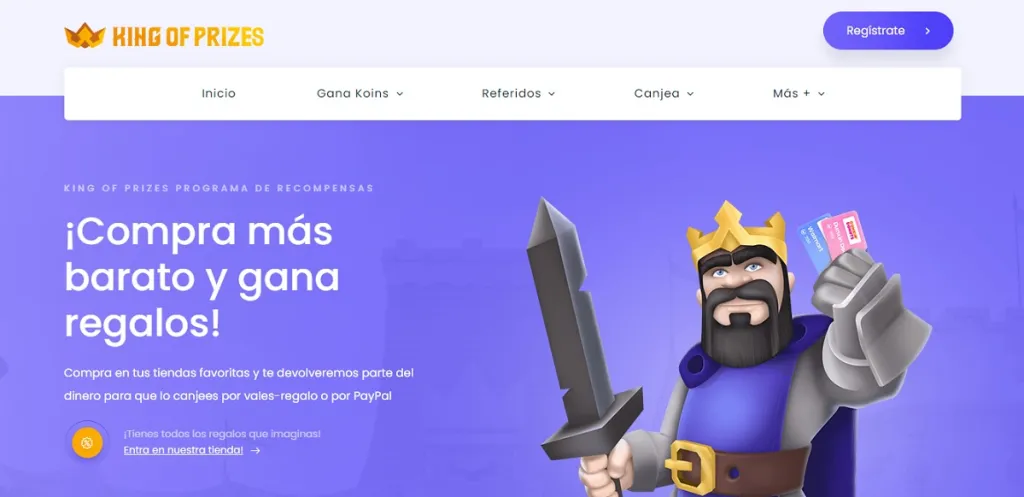 KING OF PRIZES
Regístrate
Inicio
Gana Koins
Referidos
Canjea
Más +
KING OF PRIZES PROGRAMA DE RECOMPENSAS
¡Compra más
barato y gana
regalos!
Compra en tus tiendas favoritas y te devolveremos parte del
dinero para que lo canjees por vales-regalo o por PayPal
¡Tienes todos los regalos que imaginas!
Entra en nuestra tienda!
Walmart